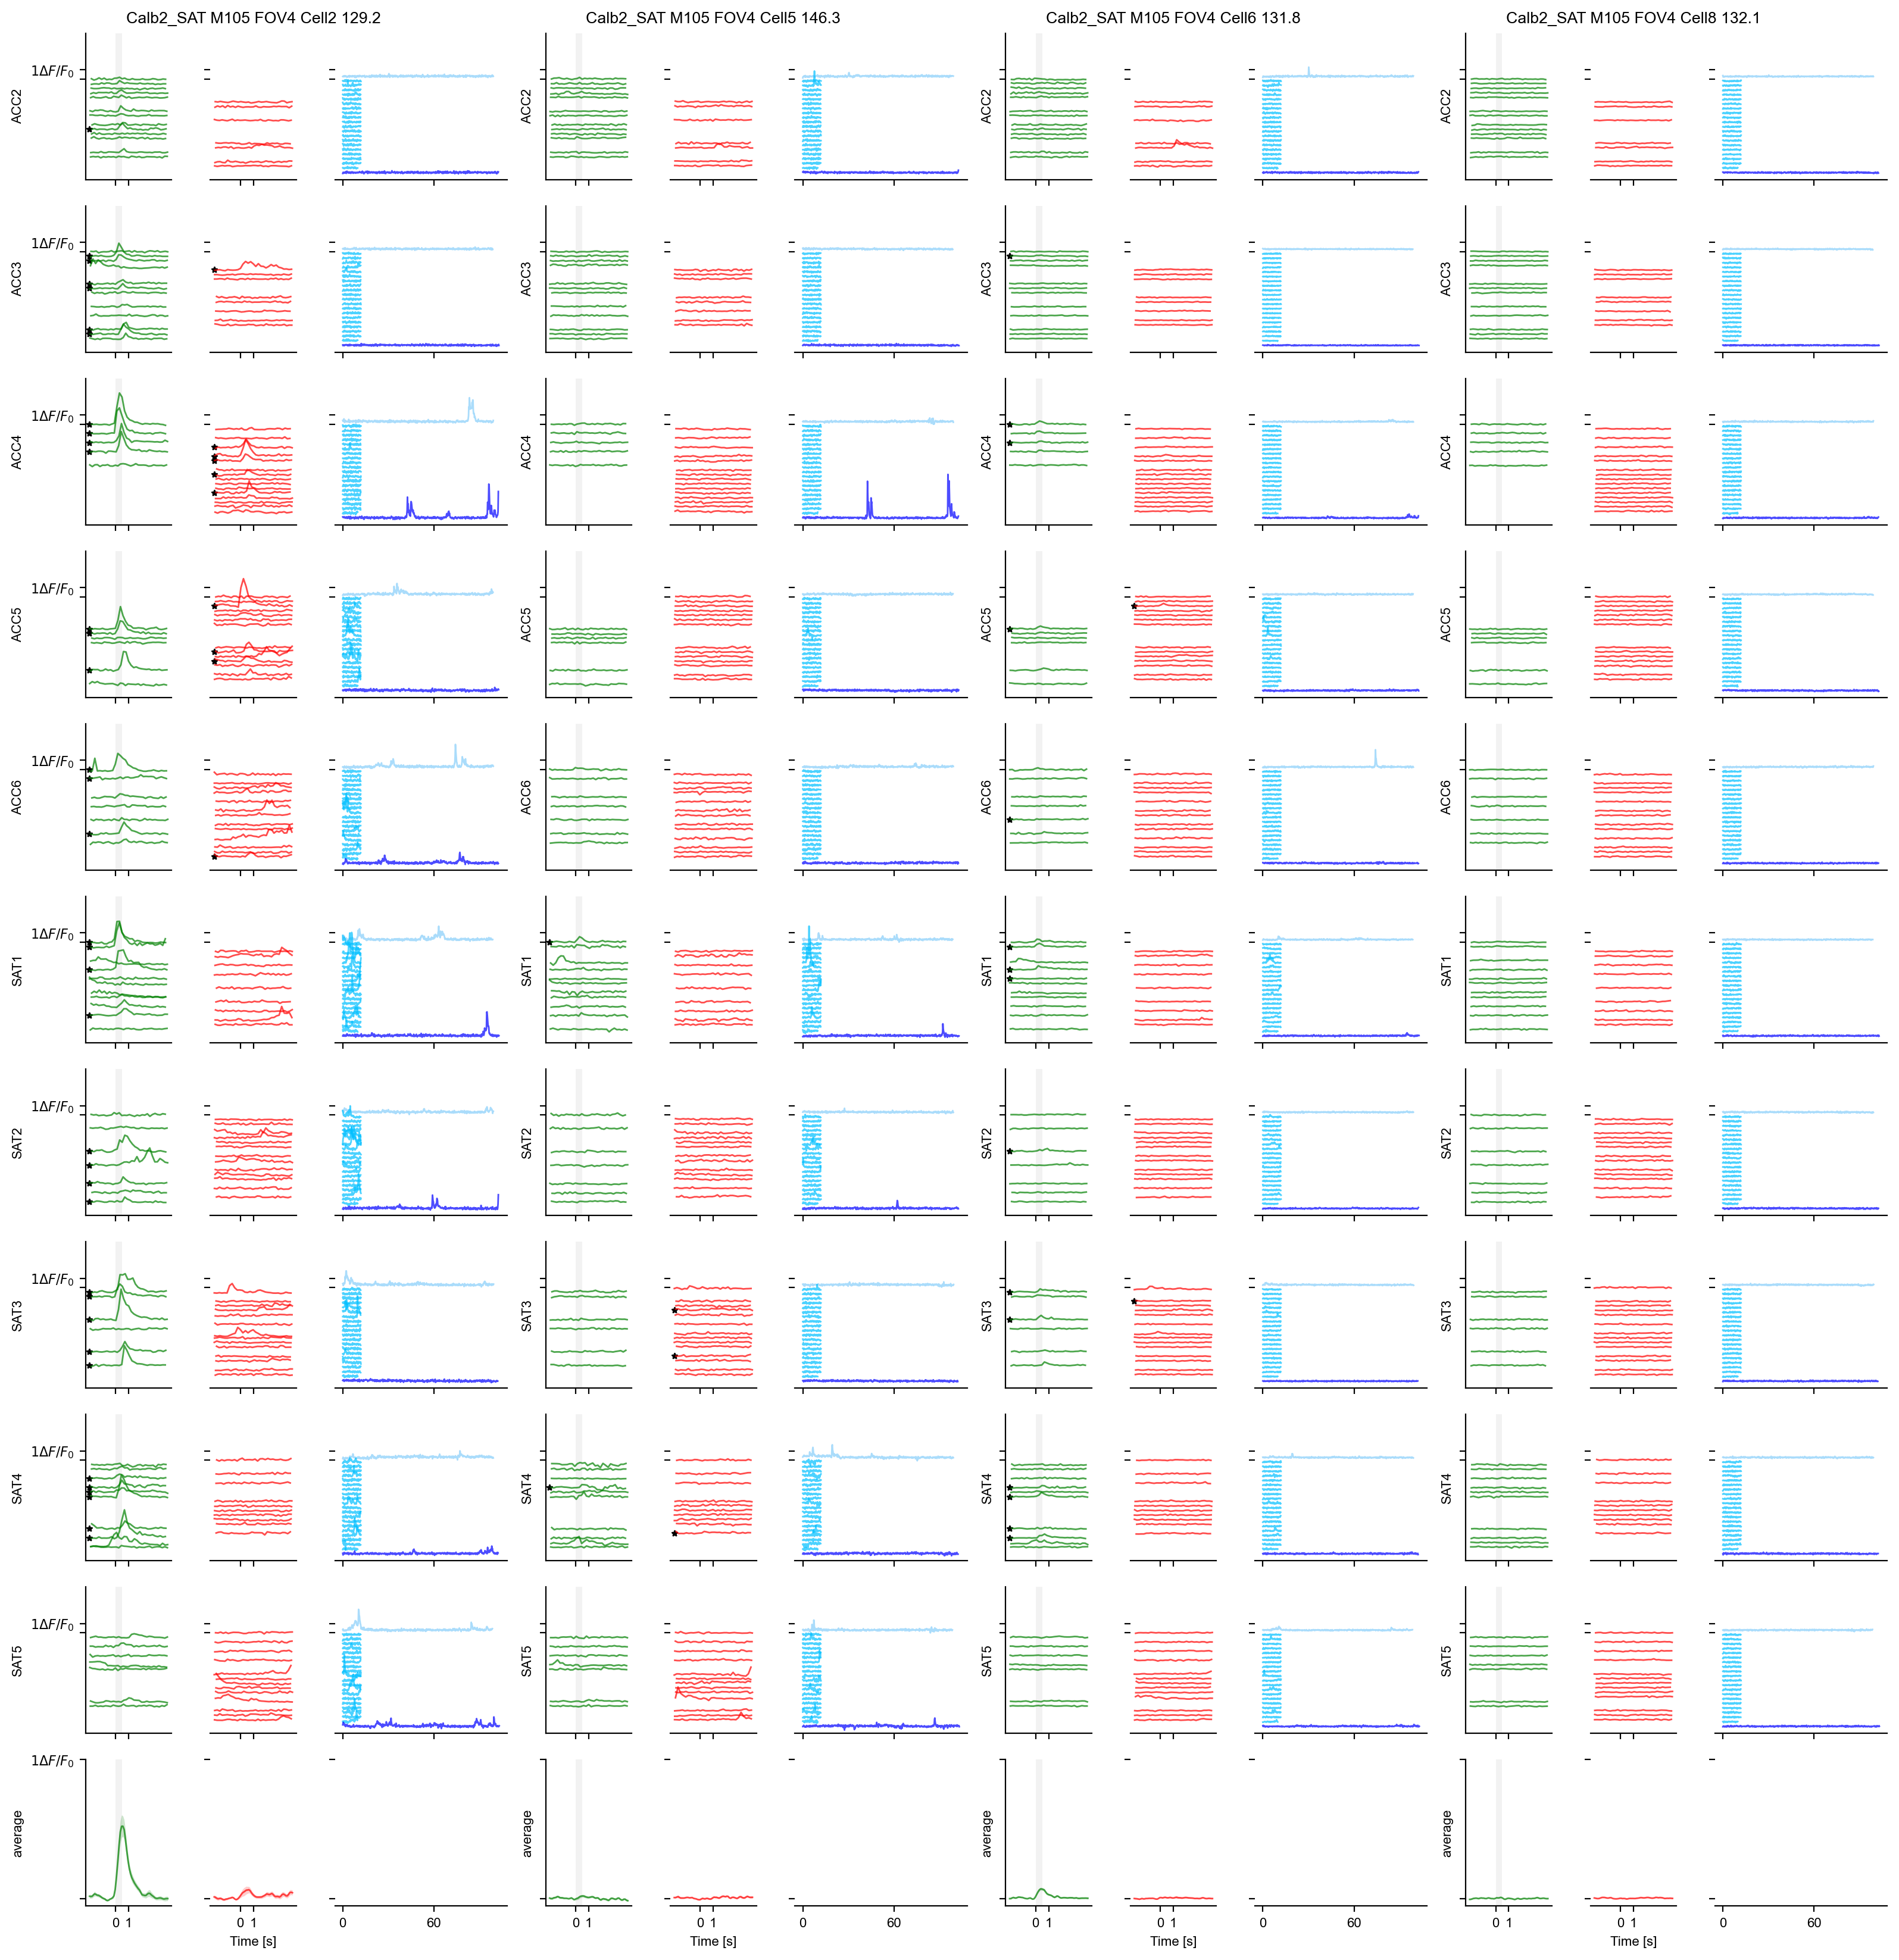 Calb2_SAT M105 FOV4 Cell2 129.2
Calb2_SAT M105 FOV4 Cell5 146.3
Calb2_SAT M105 FOV4 Cell6 131.8
Calb2_SAT M105 FOV4 Cell8 132.1
1ΔF/F₀
ACC2 ACC2 ACC2 ACC2
1ΔF/F₀
ACC3 ACC3 ACC3 ACC3
1ΔF/F₀
ACC4 ACC4 ACC4 ACC4
1ΔF/F₀
ACC5 ACC5 ACC5 ACC5
1ΔF/F₀
ACC6 ACC6 ACC6 ACC6
1ΔF/F₀
SAT1 SAT1 SAT1 SAT1
1ΔF/F₀
SAT2 SAT2 SAT2 SAT2
1ΔF/F₀
SAT3 SAT3 SAT3 SAT3
1ΔF/F₀
SAT4 SAT4 SAT4 SAT4
1ΔF/F₀
SAT5 SAT5 SAT5 SAT5
1ΔF/F₀
average average average average
0 1 0 1 0 60 0 1 0 1 0 60 0 1 0 1 0 60 0 1 0 1 0 60
Time [s] Time [s] Time [s] Time [s]